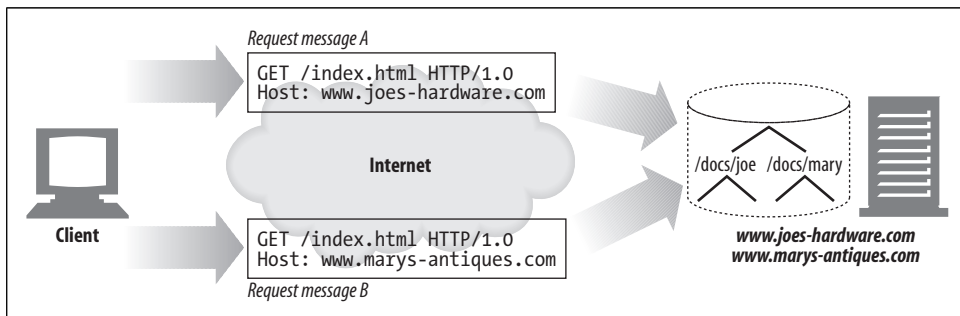 Request message A
GET /index.html HTTP/1.0
Host: www.joes-hardware.com
Internet
Client
/docs/joe /docs/mary
GET /index.html HTTP/1.0
Host: www.marys-antiques.com
Request message B
www.joes-hardware.com
www.marys-antiques.com